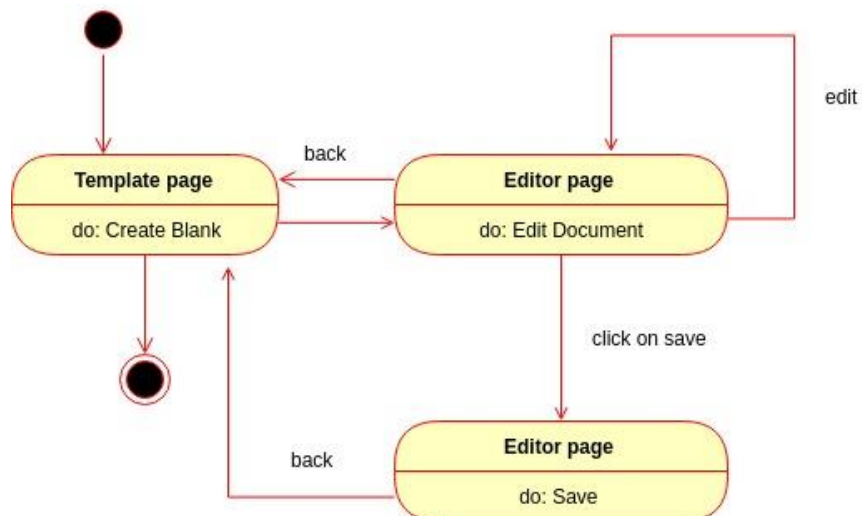 edit
back
Template page
do: Create Blank
Editor page
do: Edit Document
click on save
Editor page
do: Save
back